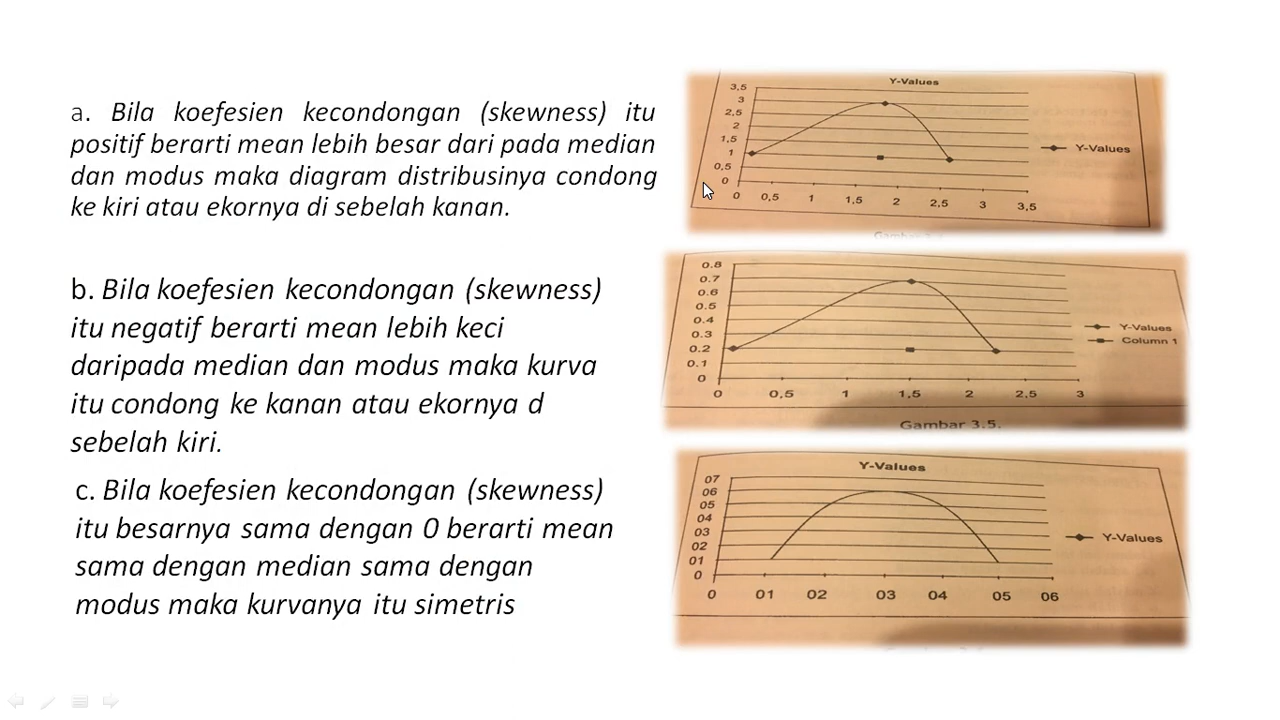 a. Bila koefesien kecondongan (skewness) itu
positif berarti mean lebih besar dari pada median
dan modus maka diagram distribusinya condong
ke kiri atau ekornya di sebelah kanan.
b. Bila koefesien kecondongan (skewness)
itu negatif berarti mean lebih keci
daripada median dan modus maka kurva
itu condong ke kanan atau ekornya d
sebelah kiri.
c. Bila koefesien kecondongan (skewness)
itu besarnya sama dengan 0 berarti mean
sama dengan median sama dengan
modus maka kurvanya itu simetris
Y-Values
3,5
3
2,5
2
1,5
1
0,5
0
0 0,5 1 1,5 2 2,5 3 3,5
Y-Values
0.8
0.7
0.6
0.5
0.4
0.3
0.2
0.1
0
0 0,5 1 1,5 2 2,5 3
Y-Values
Column 1
Gambar 3.5.
Y-Values
07
06
05
04
03
02
01
0
0 01 02 03 04 05 06
Y-Values